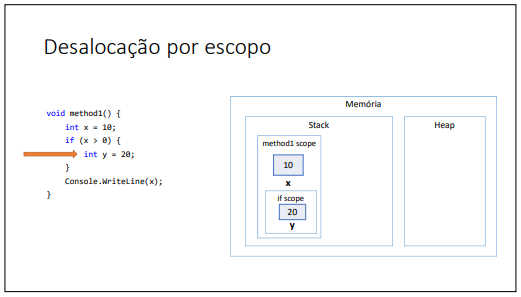 Desalocação por escopo
void method1() {
int x = 10;
if (x > 0) {
int y = 20;
}
Console.WriteLine(x);
}
Memória
Stack
method1 scope
10
x
if scope
20
y
Heap